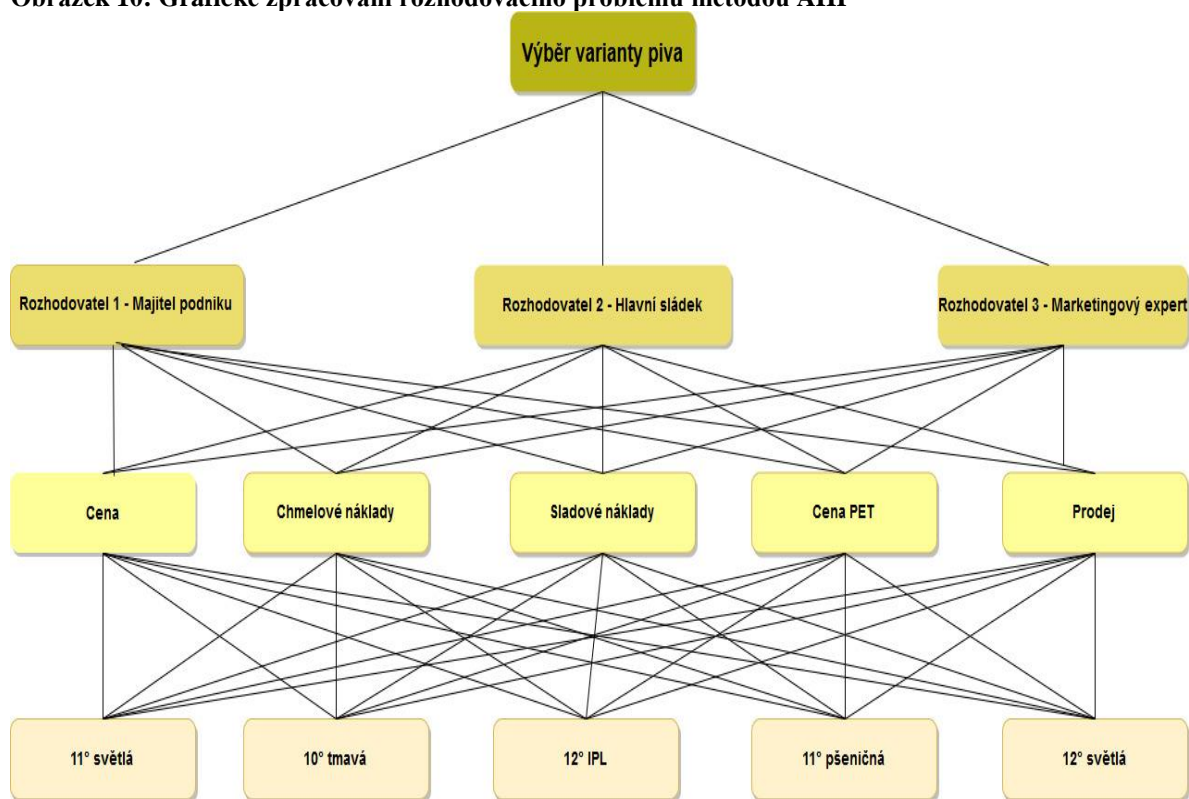 Obrázek 10: Grafické zpracování rozhodovacího problému metodou AHP
Výběr varianty piva
Rozhodovatel 1 - Majitel podniku
Rozhodovatel 2 - Hlavní sládek
Rozhodovatel 3 - Marketingový expert
Cena
Chmelové náklady
Sladové náklady
Cena PET
Prodej
11° světlá
10° tmavá
12° IPL
11° pšeničná
12° světlá